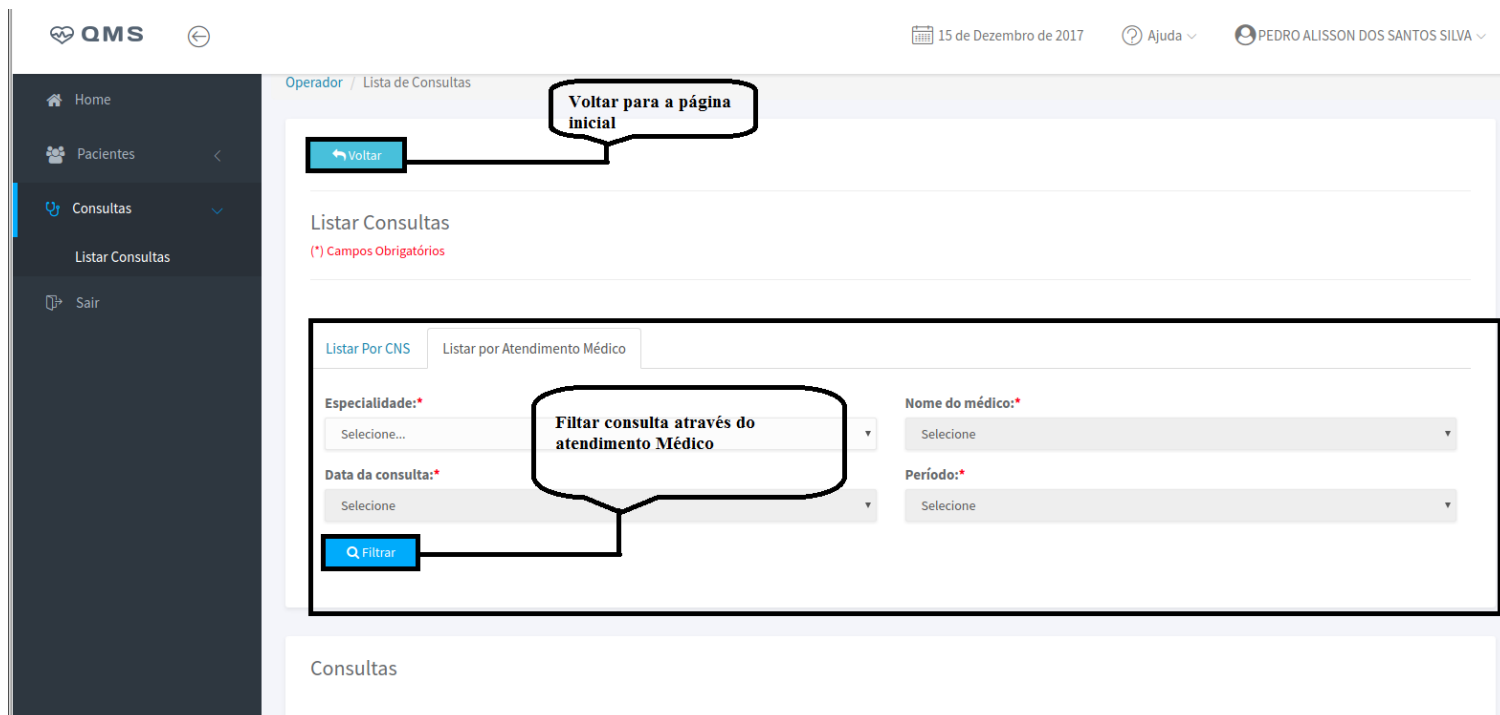 QMS
15 de Dezembro de 2017
Ajuda
PEDRO ALISSON DOS SANTOS SILVA
Home
Pacientes
Consultas
Listar Consultas
Sair
Operador / Lista de Consultas
Voltar para a página
inicial
Voltar
Listar Consultas
(*) Campos Obrigatórios
Listar Por CNS
Listar por Atendimento Médico
Especialidade:*
Selecione...
Nome do médico:*
Selecione
Filtar consulta através do
atendimento Médico
Data da consulta:*
Selecione
Período:*
Selecione
Filtrar
Consultas